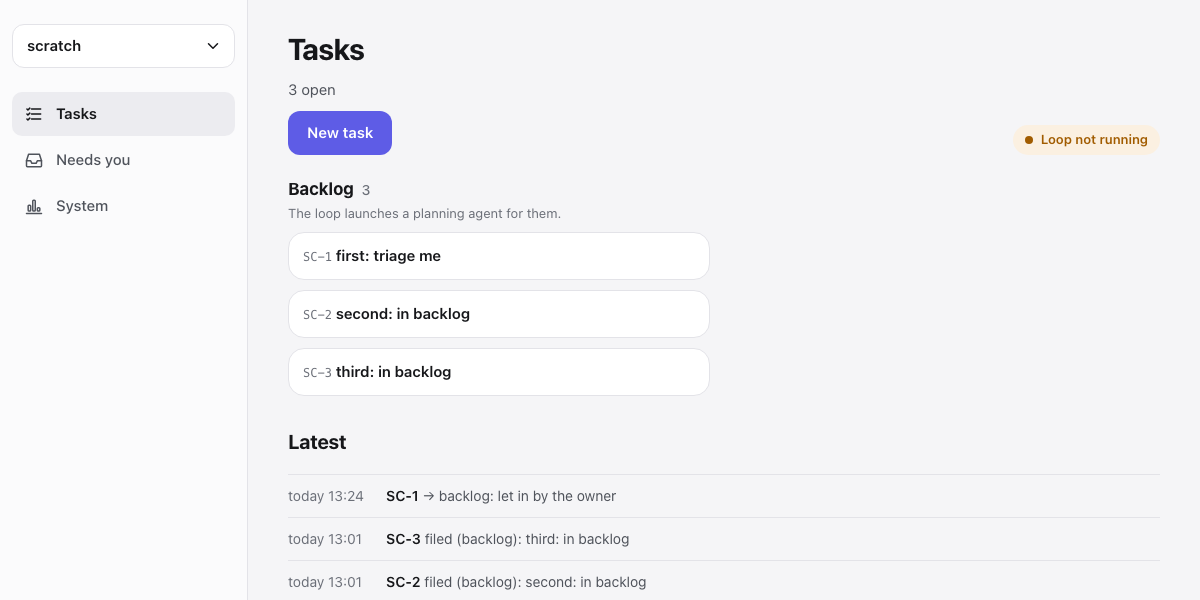 scratch
Tasks
Needs you
System
Tasks
3 open
New task
Loop not running
Backlog 3
The loop launches a planning agent for them.
SC-1 first: triage me
SC-2 second: in backlog
SC-3 third: in backlog
Latest
today 13:24 SC-1 → backlog: let in by the owner
today 13:01 SC-3 filed (backlog): third: in backlog
today 13:01 SC-2 filed (backlog): second: in backlog